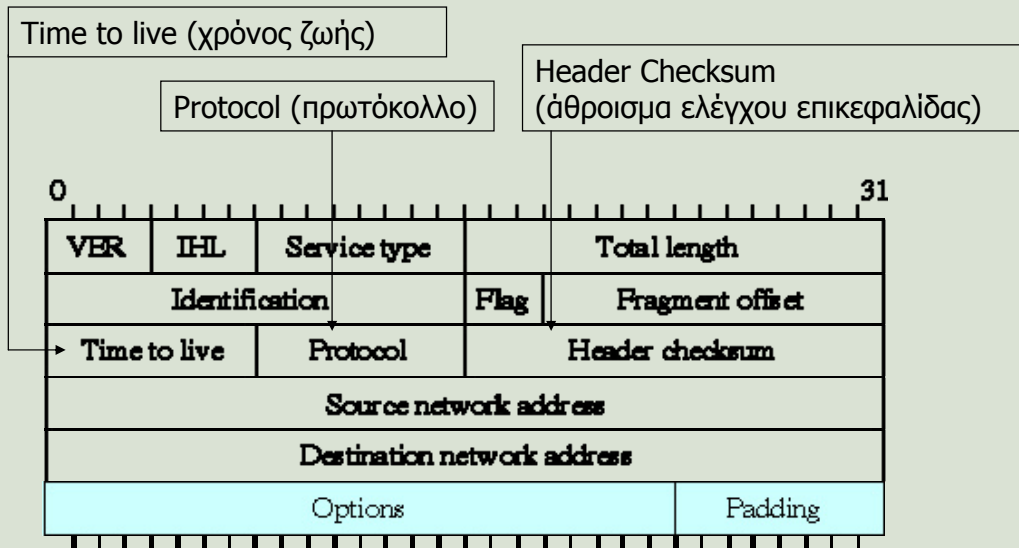 Time to live (χρόνος ζωής)
Header Checksum
(άθροισμα ελέγχου επικεφαλίδας)
Protocol (πρωτόκολλο)
0 31
VER IHL Service type Total length
Identification Flag Fragment offset
Time to live Protocol Header checksum
Source network address
Destination network address
Options Padding